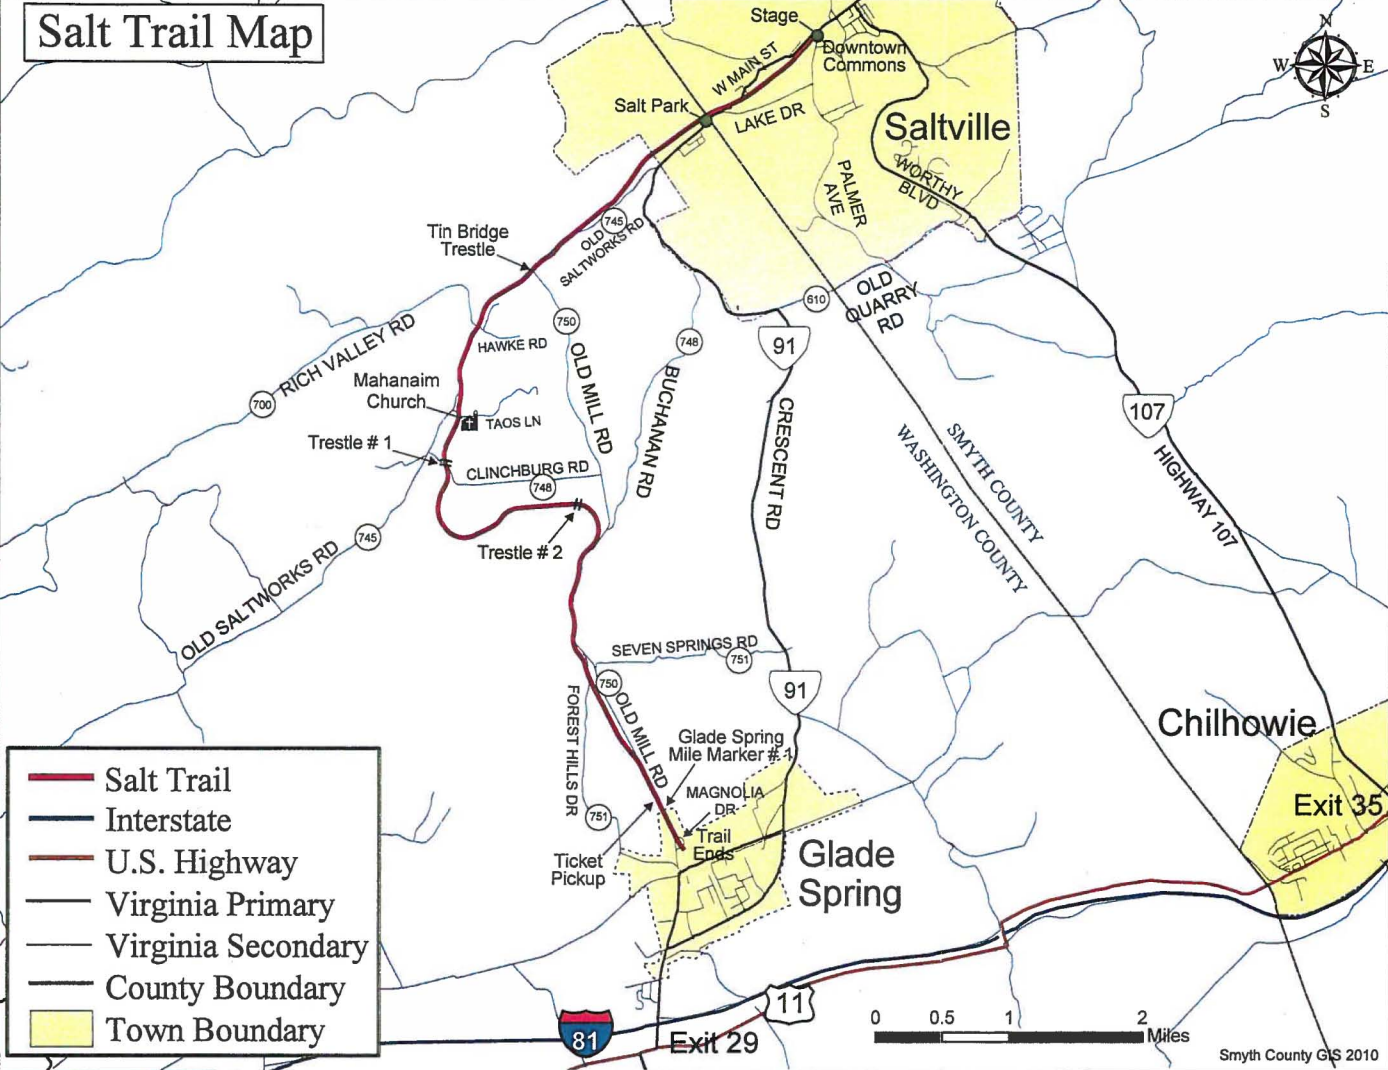 Salt Trail Map
Stage
Downtown
Commons
W MAIN ST
Salt Park
LAKE DR
Saltville
N
W
E
S
WORTHY
BLVD
PALMER
AVE
745
OLD
SALTWORKS RD
Tin Bridge
Trestle
610
OLD
QUARRY
RD
750
748
91
HAWKE RD
RICH VALLEY RD
700
OLD MILL RD
BUCHANAN RD
CRESCENT RD
107
HIGHWAY 107
SMYTH COUNTY
WASHINGTON COUNTY
Mahanaim
Church
TAOS LN
Trestle # 1
CLINCHBURG RD
748
745
Trestle # 2
OLD SALTWORKS RD
SEVEN SPRINGS RD
751
750
91
FOREST HILLS DR
OLD MILL RD
Glade Spring
Mile Marker # 1
MAGNOLIA
DR
751
Trail
Ends
Ticket
Pickup
Glade
Spring
Chilhowie
Exit 35
Salt Trail
Interstate
U.S. Highway
Virginia Primary
Virginia Secondary
County Boundary
Town Boundary
81
11
Exit 29
0 0.5 1 2
Miles
Smyth County GIS 2010